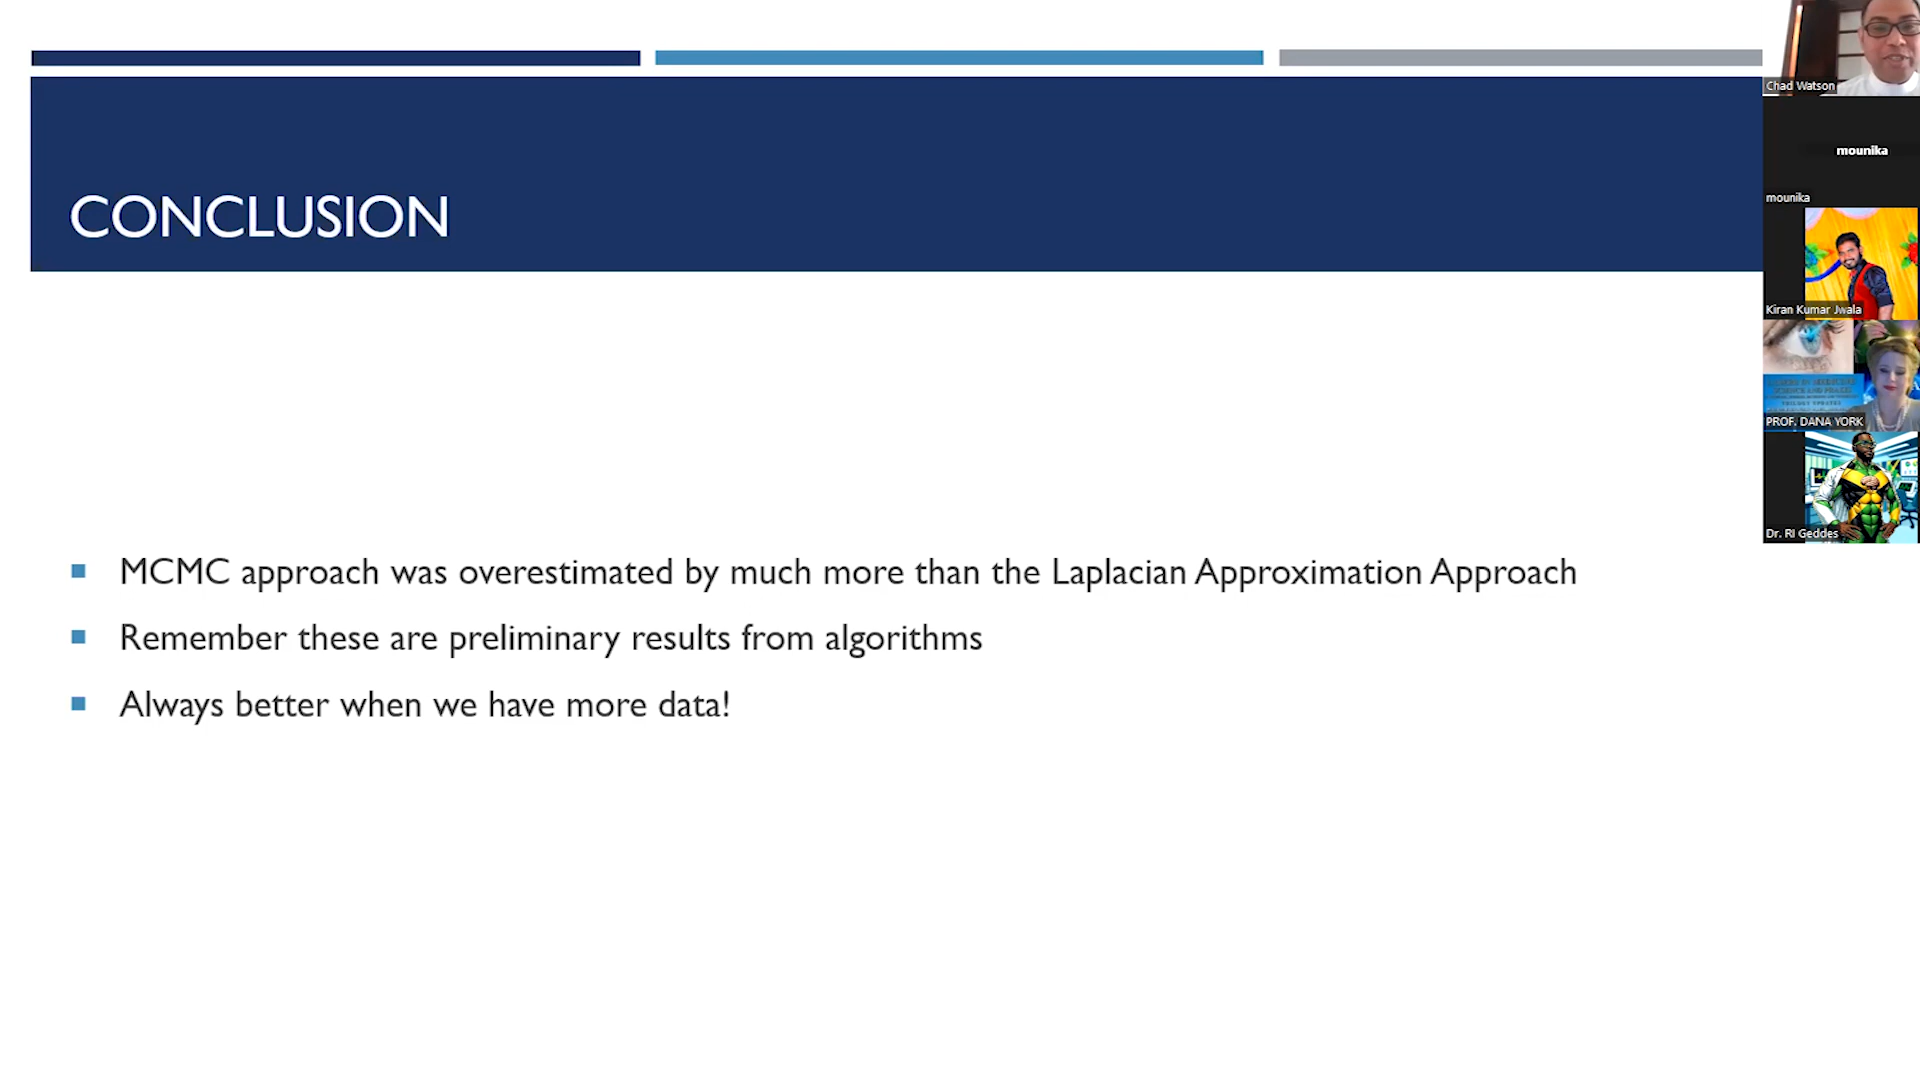 CONCLUSION
MCMC approach was overestimated by much more than the Laplacian Approximation Approach
Remember these are preliminary results from algorithms
Always better when we have more data!
Chad Watson
mounika
mounika
Kiran Kumar Jwala
PROF. DANA YORK
Dr. RI Geddes